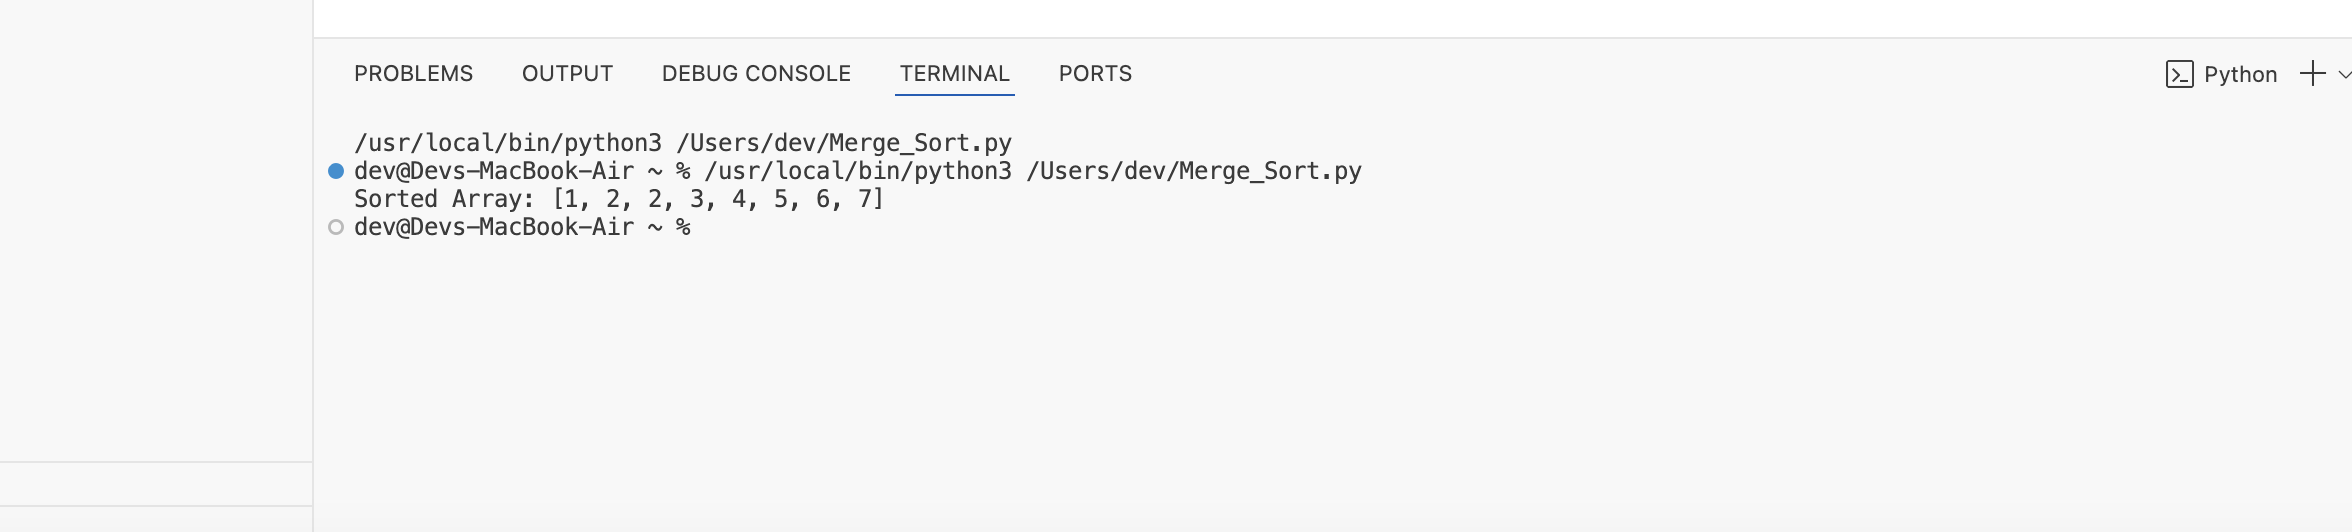 PROBLEMS OUTPUT DEBUG CONSOLE TERMINAL PORTS Python
/usr/local/bin/python3 /Users/dev/Merge_Sort.py
dev@Devs-MacBook-Air ~ % /usr/local/bin/python3 /Users/dev/Merge_Sort.py
Sorted Array: [1, 2, 2, 3, 4, 5, 6, 7]
dev@Devs-MacBook-Air ~ %